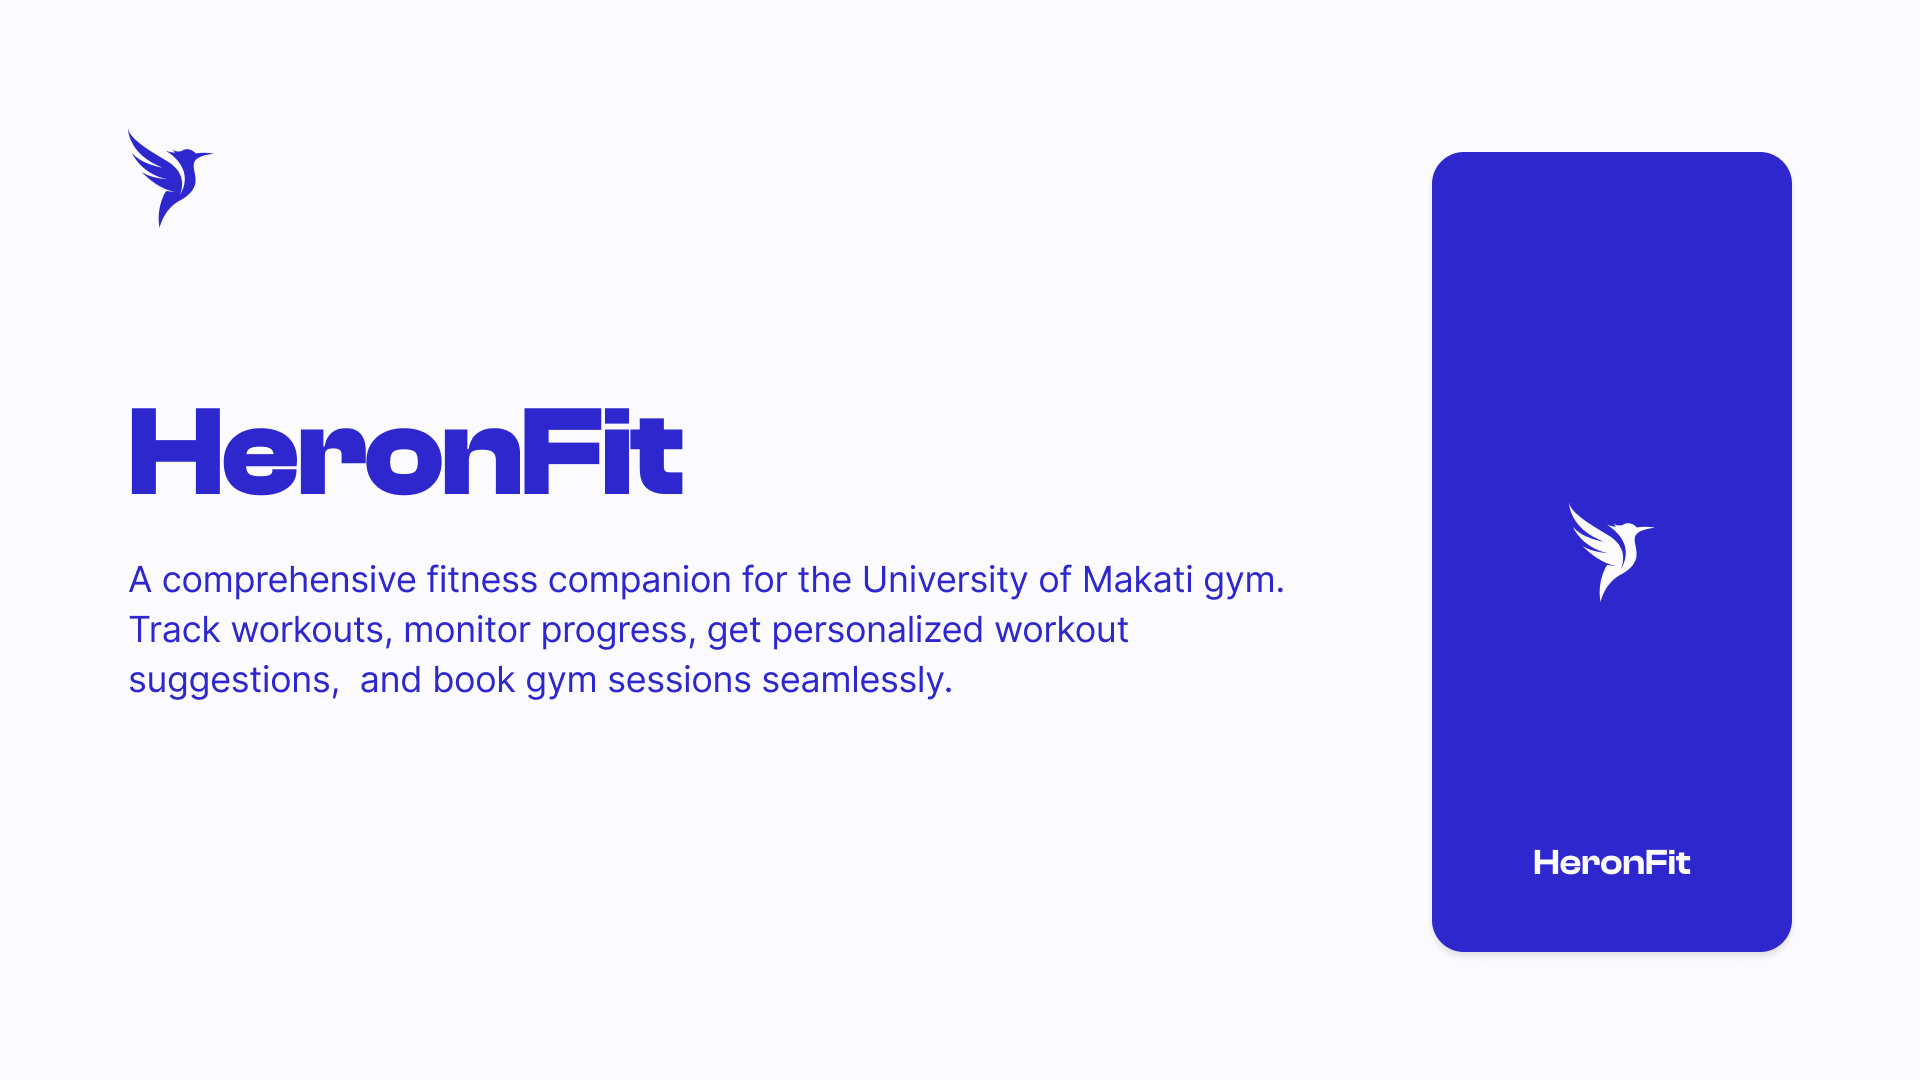 HeronFit
A comprehensive fitness companion for the University of Makati gym.
Track workouts, monitor progress, get personalized workout
suggestions,  and book gym sessions seamlessly.
HeronFit